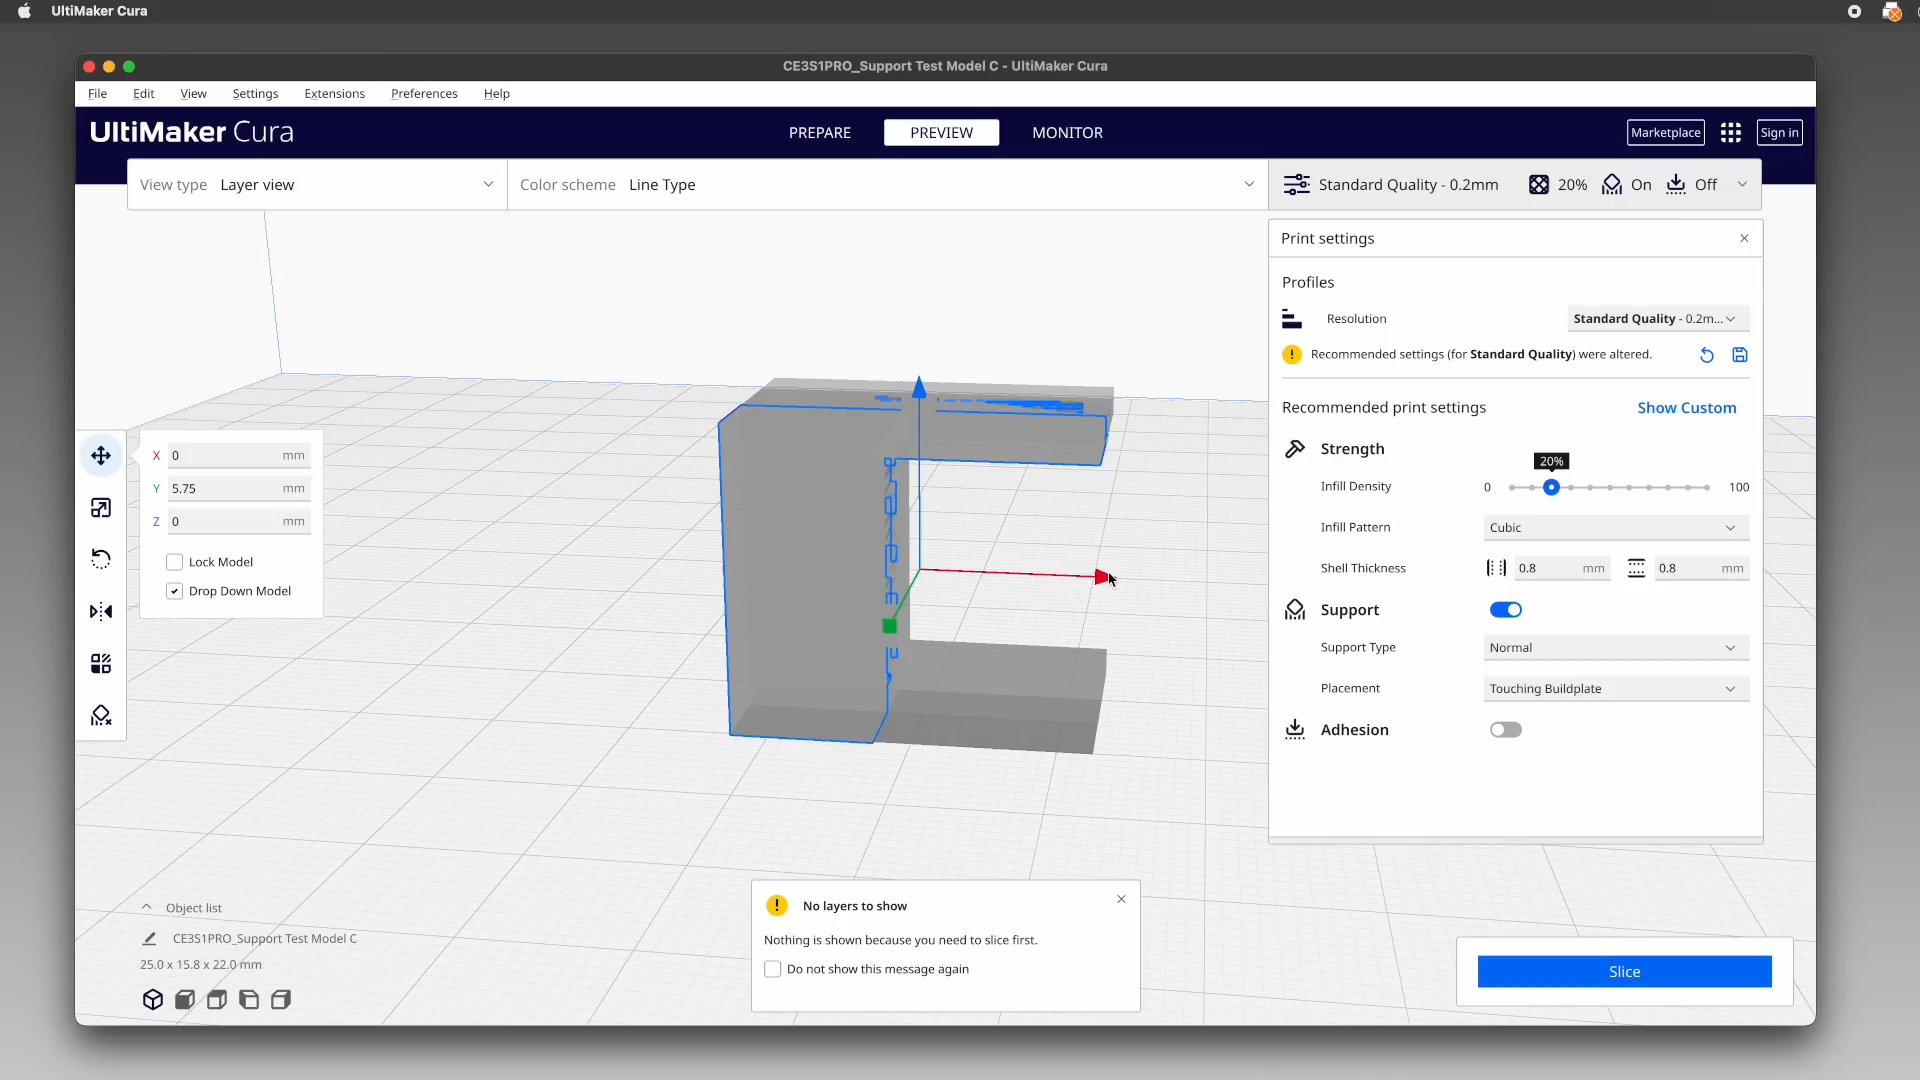 UltiMaker Cura
CE3S1PRO_Support Test Model C - UltiMaker Cura
File Edit View Settings Extensions Preferences Help
UltiMaker Cura
PREPARE PREVIEW MONITOR
Marketplace Sign in
View type Layer view Color scheme Line Type Standard Quality - 0.2mm 20% On Off
Print settings
Profiles
Resolution Standard Quality - 0.2m...
Recommended settings (for Standard Quality) were altered.
Recommended print settings Show Custom
Strength
20%
Infill Density 0 100
Infill Pattern Cubic
Shell Thickness 0.8 mm 0.8 mm
Support
Support Type Normal
Placement Touching Buildplate
Adhesion
X 0 mm
Y 5.75 mm
Z 0 mm
Lock Model
Drop Down Model
Object list
CE3S1PRO_Support Test Model C
25.0 x 15.8 x 22.0 mm
No layers to show
Nothing is shown because you need to slice first.
Do not show this message again
Slice